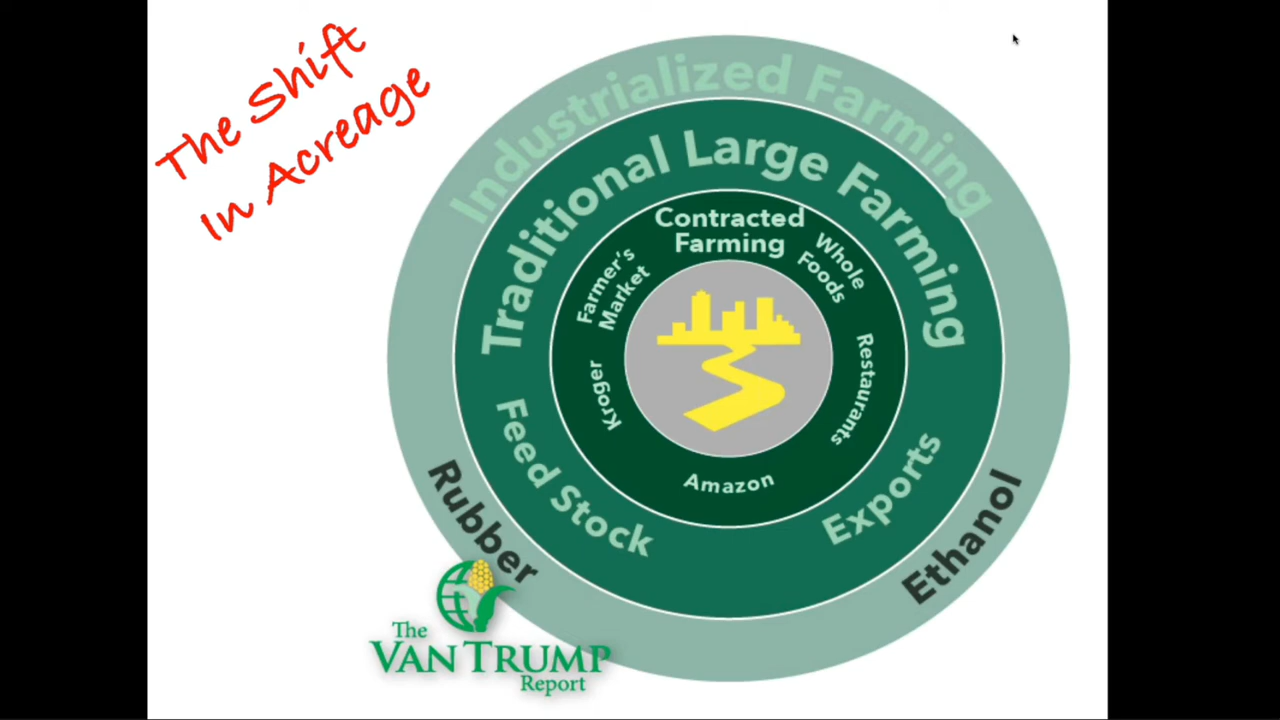 The Shift
In Acreage
Industrialized Farming
Traditional Large Farming
Contracted
Farming
Farmer's
Market
Whole
Foods
Kroger
Restaurants
Amazon
Feed Stock
Exports
Rubber
Ethanol
The
VAN TRUMP
Report